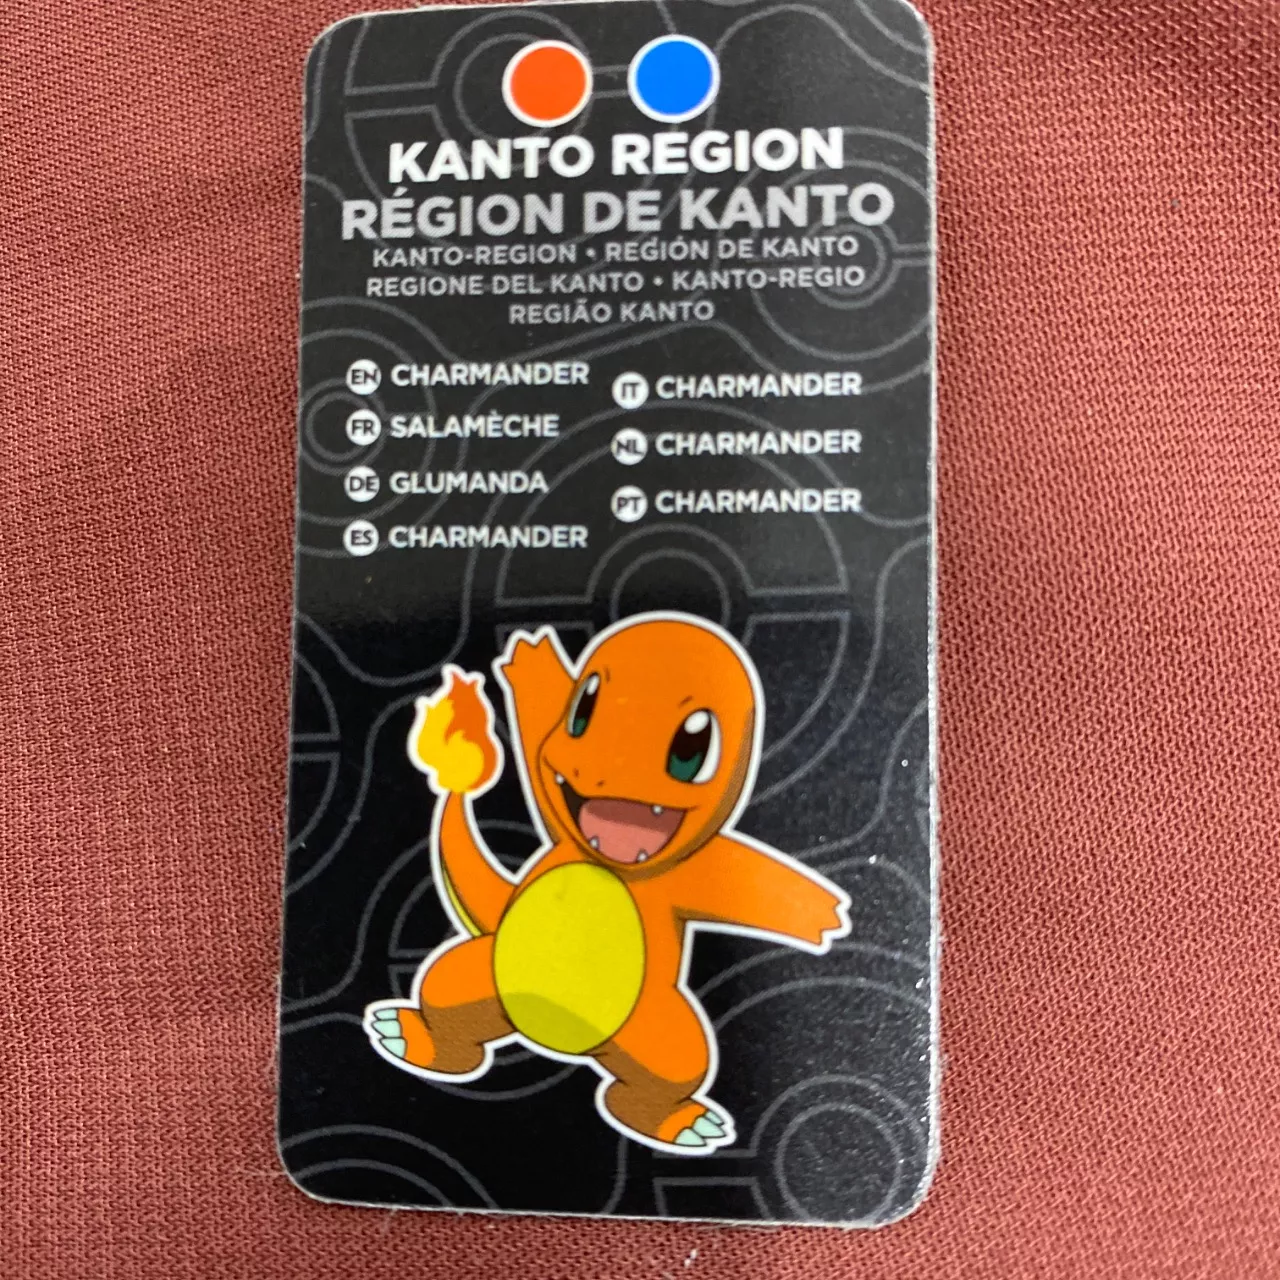 KANTO REGION
RÉGION DE KANTO
KANTO-REGION • REGIÓN DE KANTO
REGIONE DEL KANTO • KANTO-REGIO
REGIÃO KANTO
EN CHARMANDER
FR SALAMÈCHE
DE GLUMANDA
ES CHARMANDER
IT CHARMANDER
NL CHARMANDER
PT CHARMANDER